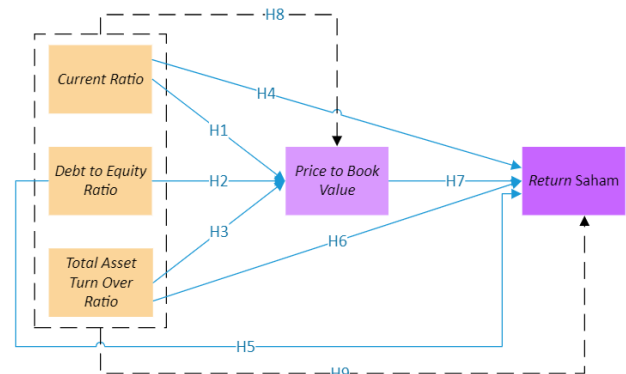 H8
Current Ratio
H4
H1
Debt to Equity
Ratio
H2
Price to Book
Value
H7
Return Saham
H3
H6
Total Asset
Turn Over
Ratio
H5
H9